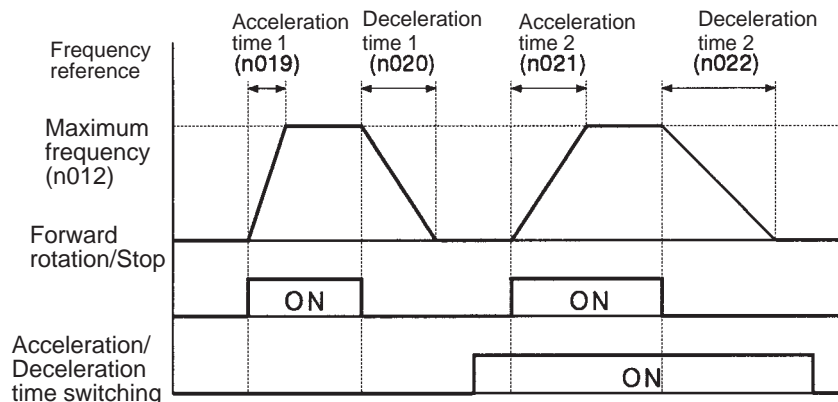 Acceleration
time 1
(n019)
Deceleration
time 1
(n020)
Acceleration
time 2
(n021)
Deceleration
time 2
(n022)
Frequency
reference
Maximum
frequency
(n012)
Forward
rotation/Stop
ON
ON
Acceleration/
Deceleration
time switching
ON